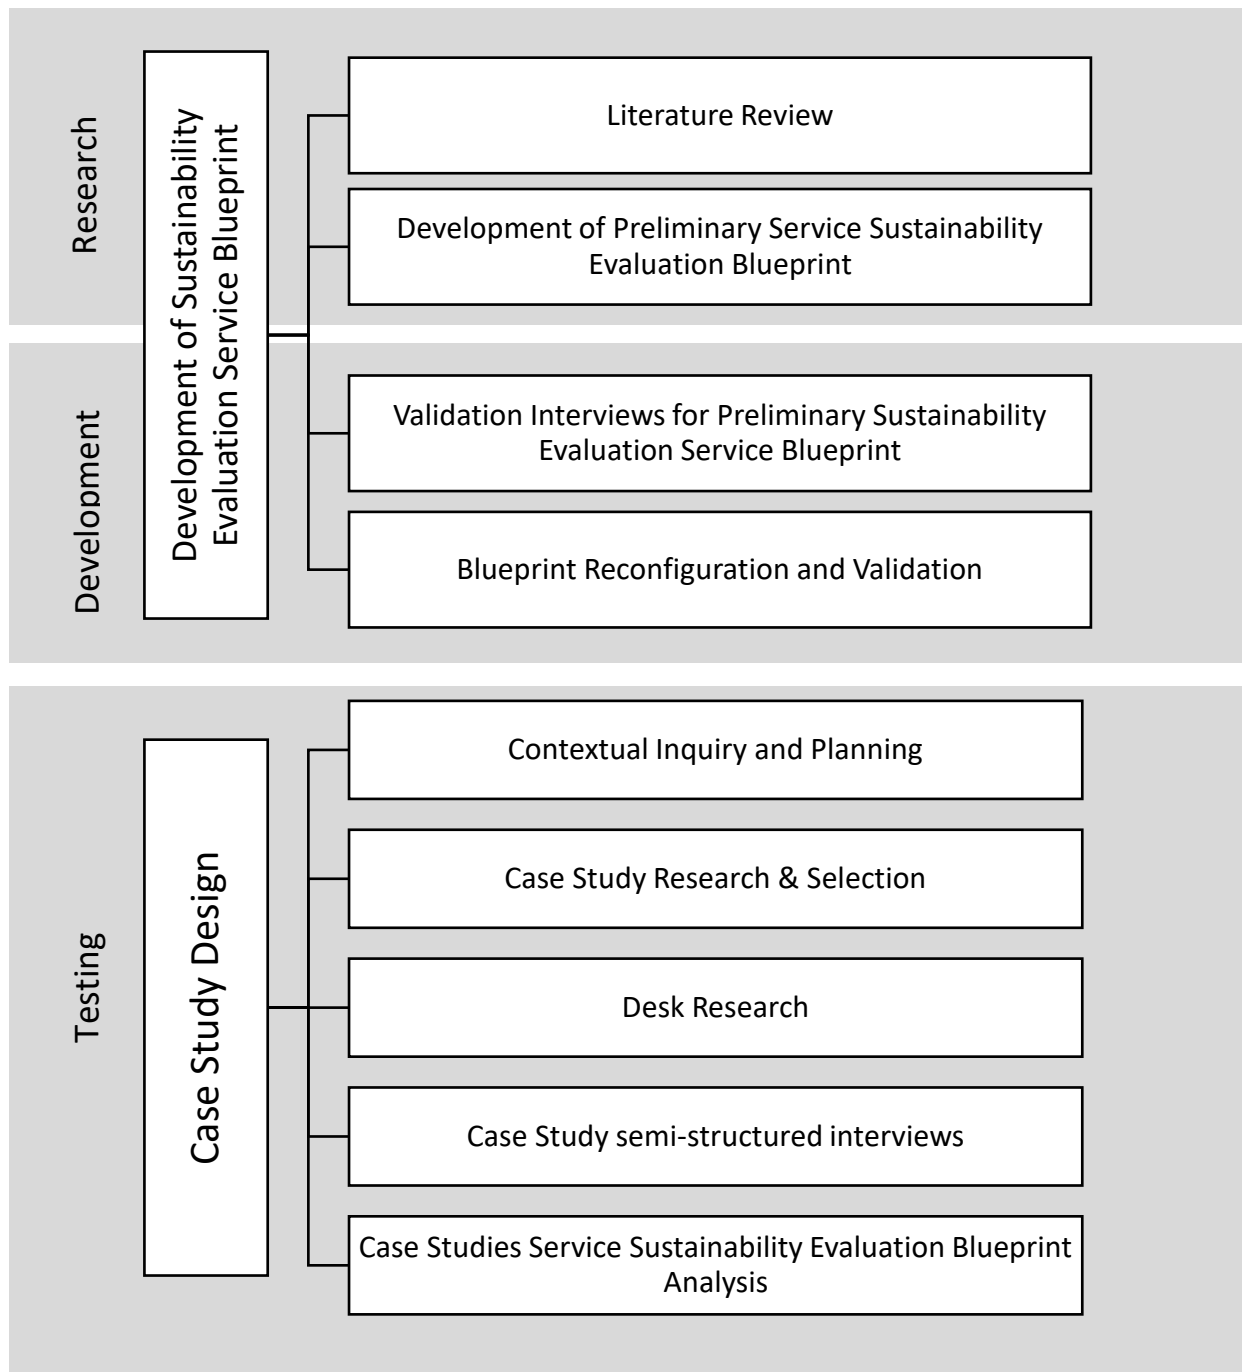 Research
Development of Sustainability
Evaluation Service Blueprint
Literature Review
Development of Preliminary Service Sustainability
Evaluation Blueprint
Development
Validation Interviews for Preliminary Sustainability
Evaluation Service Blueprint
Blueprint Reconfiguration and Validation
Testing
Case Study Design
Contextual Inquiry and Planning
Case Study Research & Selection
Desk Research
Case Study semi-structured interviews
Case Studies Service Sustainability Evaluation Blueprint
Analysis